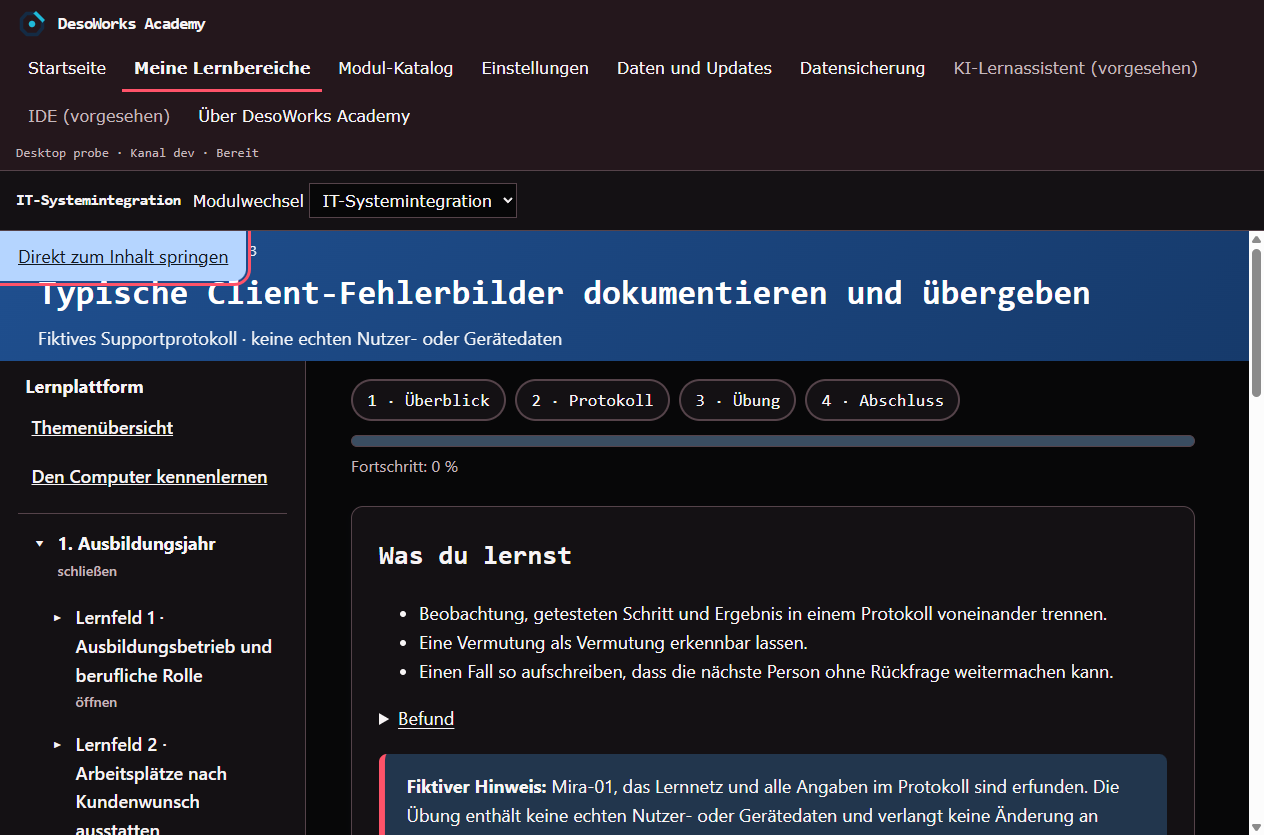 DesoWorks Academy
Startseite Meine Lernbereiche Modul-Katalog Einstellungen Daten und Updates Datensicherung KI-Lernassistent (vorgesehen)
IDE (vorgesehen) Über DesoWorks Academy
Desktop probe · Kanal dev · Bereit
IT-Systemintegration Modulwechsel IT-Systemintegration
Direkt zum Inhalt springen 3
Typische Client-Fehlerbilder dokumentieren und übergeben
Fiktives Supportprotokoll · keine echten Nutzer- oder Gerätedaten
Lernplattform
Themenübersicht
Den Computer kennenlernen
1. Ausbildungsjahr
schließen
Lernfeld 1 ·
Ausbildungsbetrieb und
berufliche Rolle
öffnen
Lernfeld 2 ·
Arbeitsplätze nach
Kundenwunsch
ausstatten
1 · Überblick 2 · Protokoll 3 · Übung 4 · Abschluss
Fortschritt: 0 %
Was du lernst
• Beobachtung, getesteten Schritt und Ergebnis in einem Protokoll voneinander trennen.
• Eine Vermutung als Vermutung erkennbar lassen.
• Einen Fall so aufschreiben, dass die nächste Person ohne Rückfrage weitermachen kann.
Befund
Fiktiver Hinweis: Mira-01, das Lernnetz und alle Angaben im Protokoll sind erfunden. Die
Übung enthält keine echten Nutzer- oder Gerätedaten und verlangt keine Änderung an